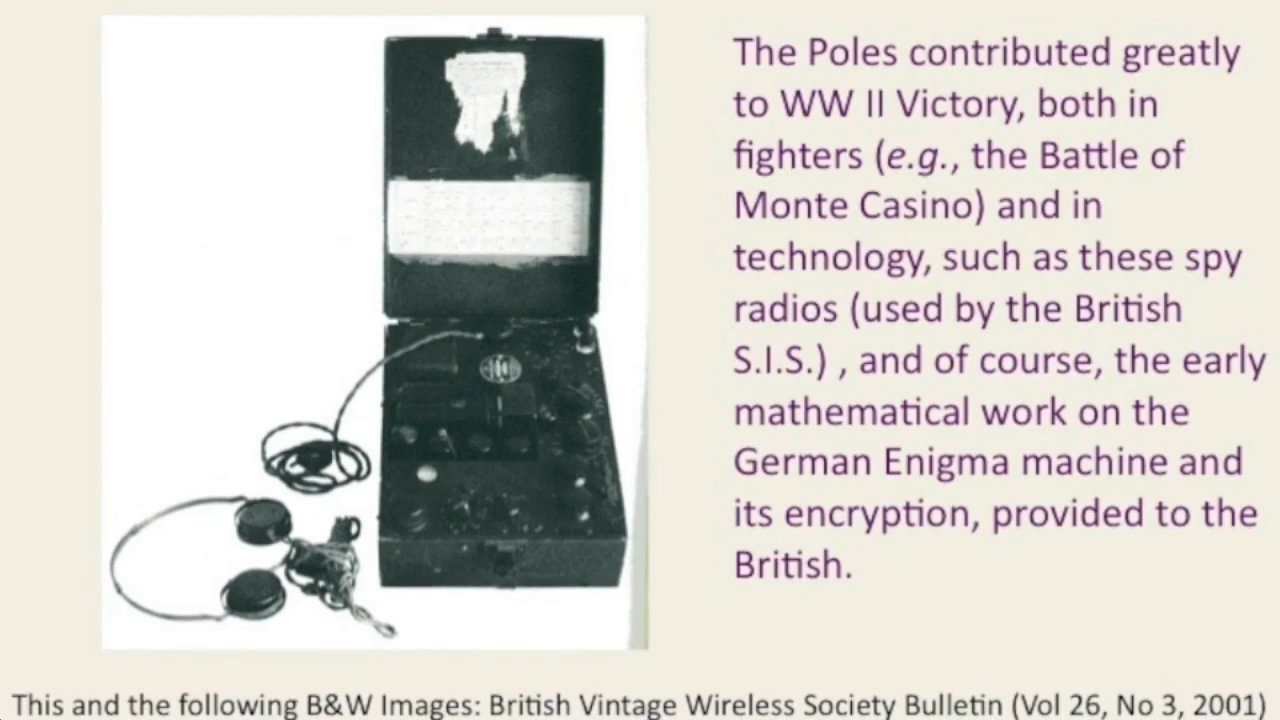 The Poles contributed greatly
to WW II Victory, both in
fighters (e.g., the Battle of
Monte Casino) and in
technology, such as these spy
radios (used by the British
S.I.S.) , and of course, the early
mathematical work on the
German Enigma machine and
its encryption, provided to the
British.
This and the following B&W Images: British Vintage Wireless Society Bulletin (Vol 26, No 3, 2001)